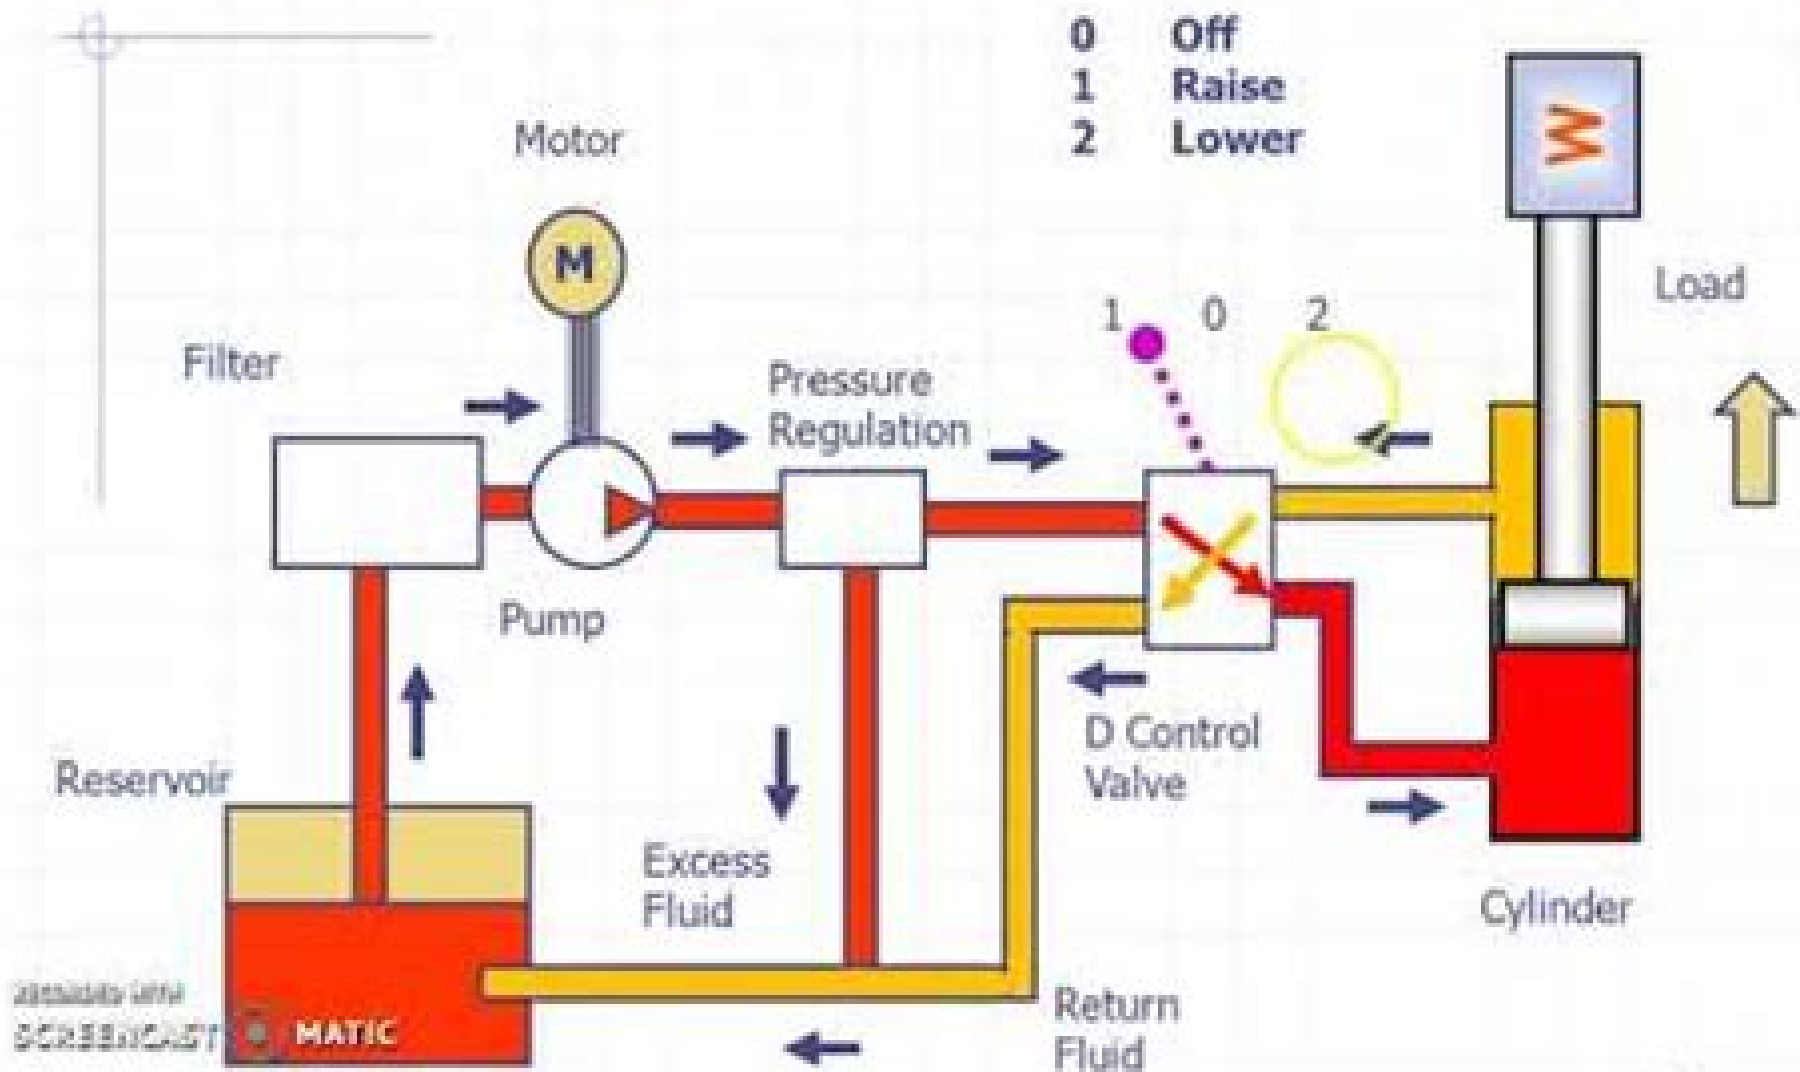 0 Off
1 Raise
2 Lower
W
Motor
M
Load
1 0 2
Filter
Pressure
Regulation
Pump
D Control
Valve
Reservoir
Excess
Fluid
Cylinder
Return
Fluid
SCREENCAST MATIC